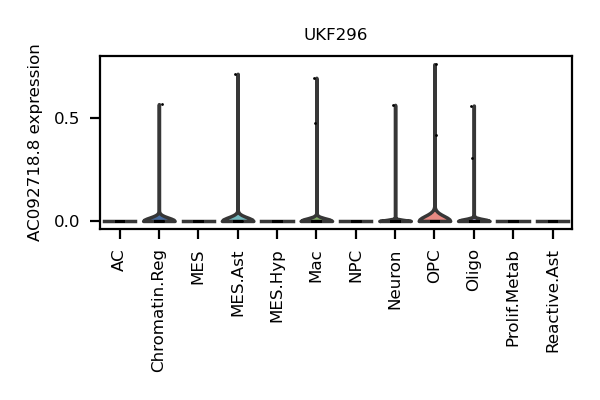 UKF296
AC092718.8 expression
0.5
0.0
AC
Chromatin.Reg
MES
MES.Ast
MES.Hyp
Mac
NPC
Neuron
OPC
Oligo
Prolif.Metab
Reactive.Ast